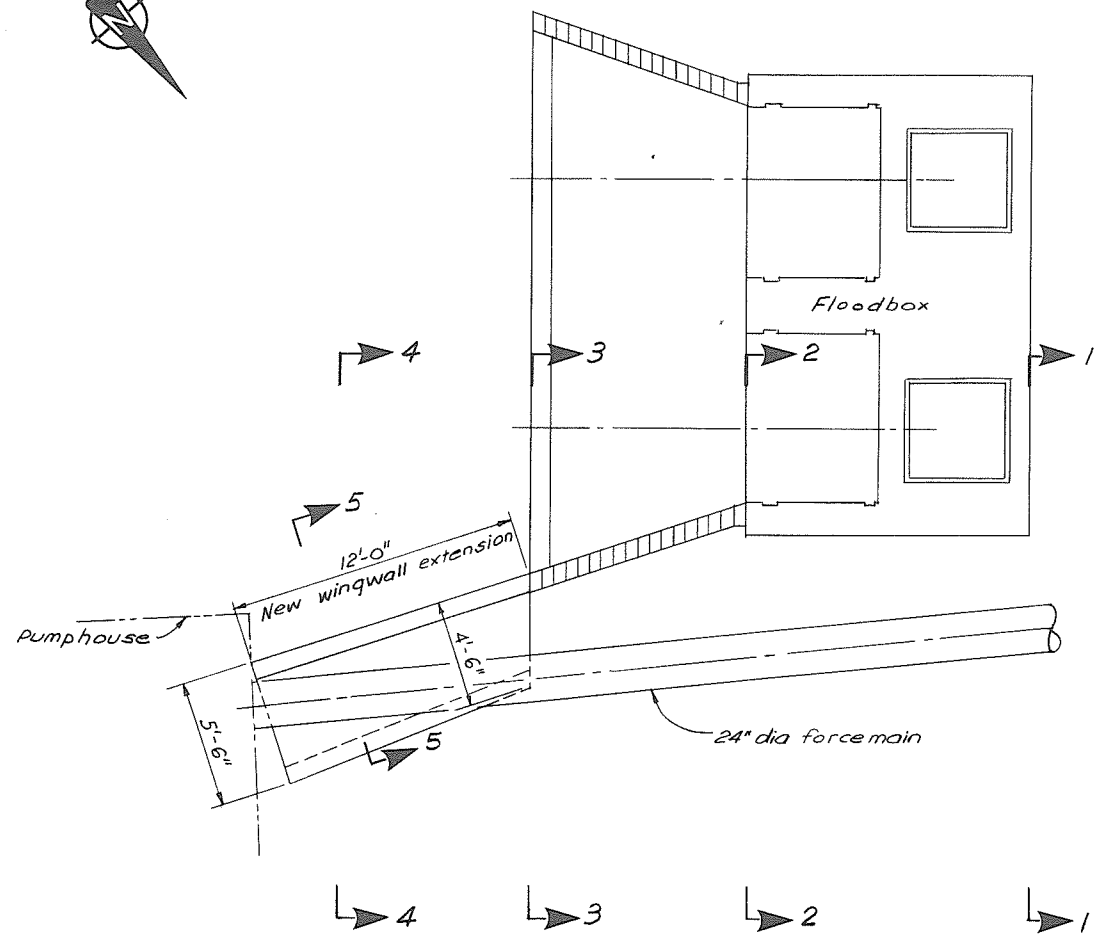 N
Floodbox
4
3
2
1
5
12'-0"
New wingwall extension
Pumphouse
4'-6"
5'-6"
5
24" dia forcemain
4
3
2
1